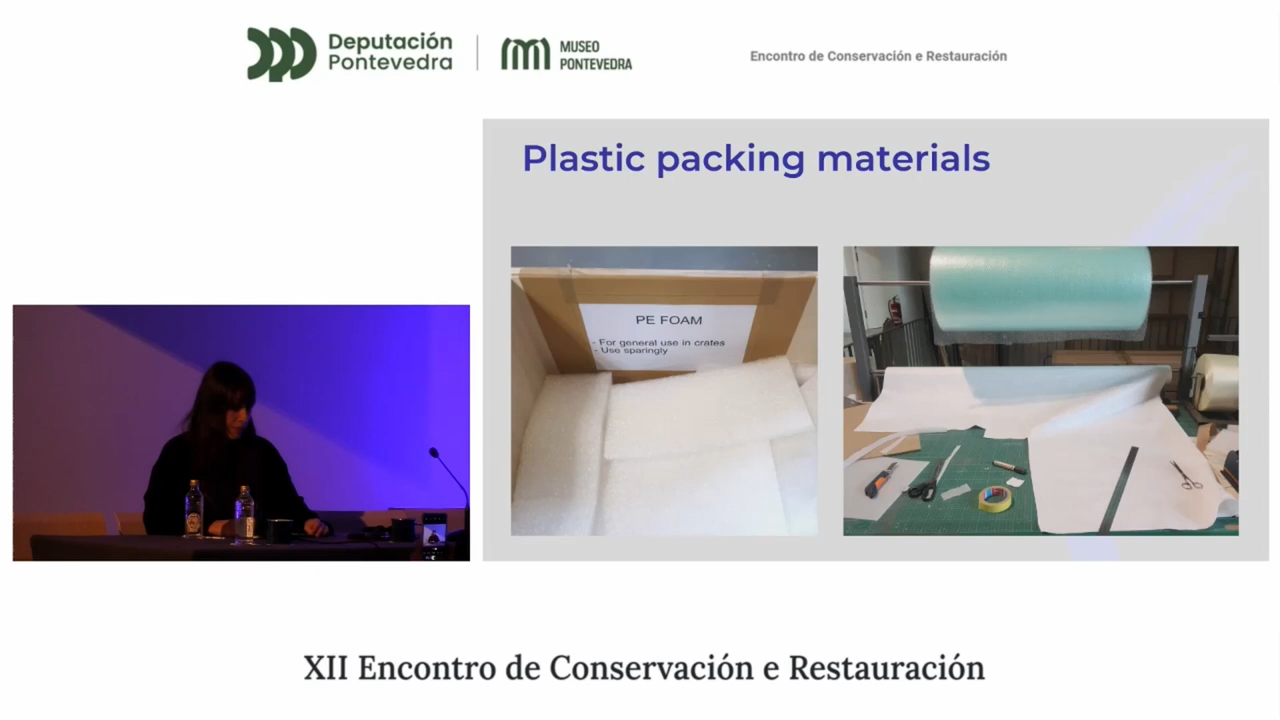 Deputación
Pontevedra
MUSEO
PONTEVEDRA
Encontro de Conservación e Restauración
Plastic packing materials
PE FOAM
- For general use in crates
- Use sparingly
XII Encontro de Conservación e Restauración